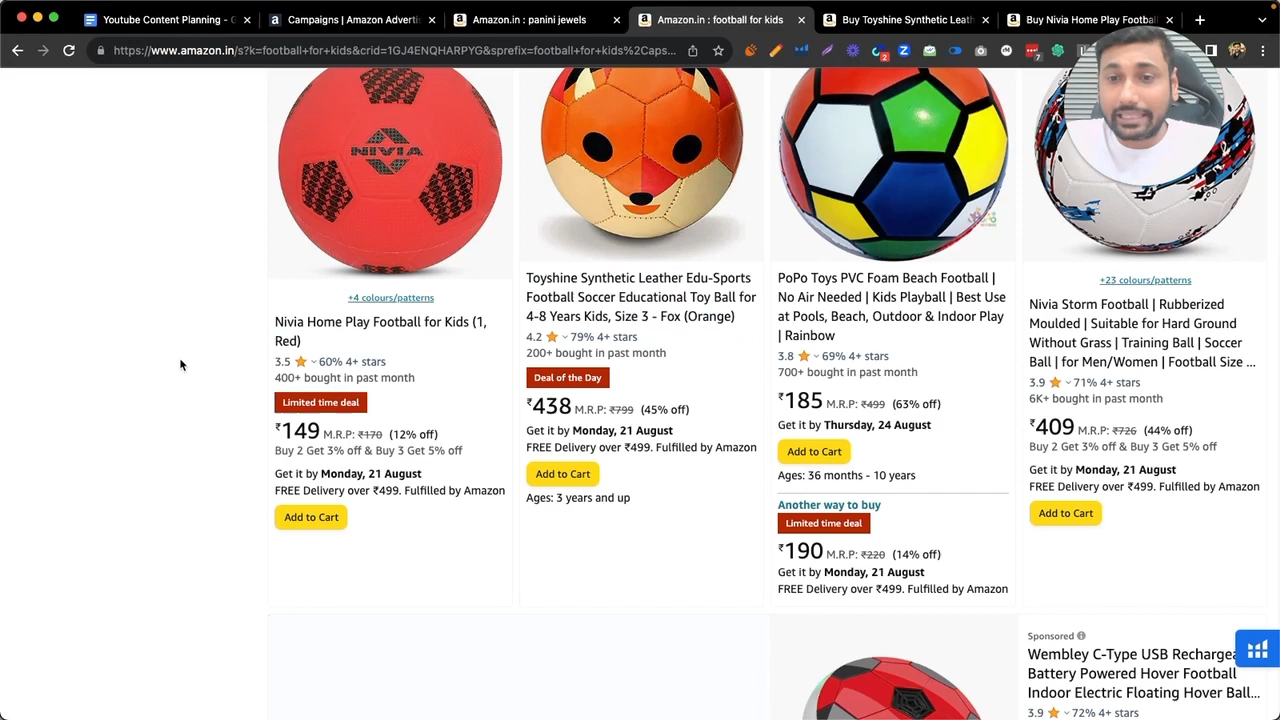 Youtube Content Planning - G
Campaigns | Amazon Adverti
Amazon.in : panini jewels
Amazon.in : football for kids
Buy Toyshine Synthetic Leath
Buy Nivia Home Play Football
https://www.amazon.in/s?k=football+for+kids&crid=1GJ4ENQHARPYG&sprefix=football+for+kids%2Caps...
2
7
NIVIA
+4 colours/patterns
Nivia Home Play Football for Kids (1,
Red)
3.5 60% 4+ stars
400+ bought in past month
Limited time deal
₹149 M.R.P: ₹170 (12% off)
Buy 2 Get 3% off & Buy 3 Get 5% off
Get it by Monday, 21 August
FREE Delivery over ₹499. Fulfilled by Amazon
Add to Cart
Toyshine Synthetic Leather Edu-Sports
Football Soccer Educational Toy Ball for
4-8 Years Kids, Size 3 - Fox (Orange)
4.2 79% 4+ stars
200+ bought in past month
Deal of the Day
₹438 M.R.P: ₹799 (45% off)
Get it by Monday, 21 August
FREE Delivery over ₹499. Fulfilled by Amazon
Add to Cart
Ages: 3 years and up
PoPo Toys PVC Foam Beach Football |
No Air Needed | Kids Playball | Best Use
at Pools, Beach, Outdoor & Indoor Play
| Rainbow
3.8 69% 4+ stars
700+ bought in past month
₹185 M.R.P: ₹499 (63% off)
Get it by Thursday, 24 August
Add to Cart
Ages: 36 months - 10 years
Another way to buy
Limited time deal
₹190 M.R.P: ₹220 (14% off)
Get it by Monday, 21 August
FREE Delivery over ₹499. Fulfilled by Amazon
+23 colours/patterns
Nivia Storm Football | Rubberized
Moulded | Suitable for Hard Ground
Without Grass | Training Ball | Soccer
Ball | for Men/Women | Football Size ...
3.9 71% 4+ stars
6K+ bought in past month
₹409 M.R.P: ₹726 (44% off)
Buy 2 Get 3% off & Buy 3 Get 5% off
Get it by Monday, 21 August
FREE Delivery over ₹499. Fulfilled by Amazon
Add to Cart
Sponsored
Wembley C-Type USB Rechargea
Battery Powered Hover Football
Indoor Electric Floating Hover Ball...
3.9 72% 4+ stars